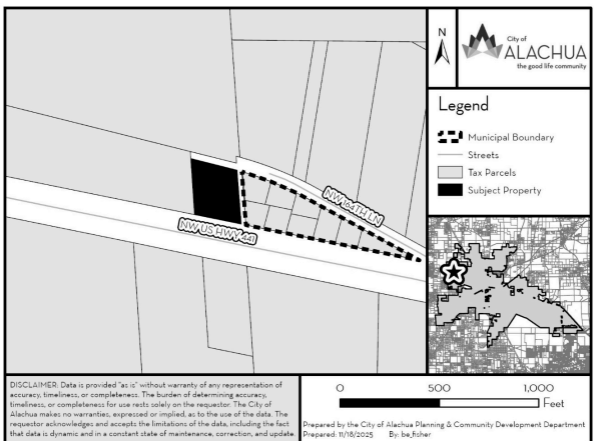 N
City of
ALACHUA
the good life community
Legend
Municipal Boundary
Streets
Tax Parcels
Subject Property
NW 164TH LN
NW US HWY 441
DISCLAIMER: Data is provided "as is" without warranty of any representation of
accuracy, timeliness, or completeness. The burden of determining accuracy,
timeliness, or completeness for use rests solely on the requestor. The City of
Alachua makes no warranties, expressed or implied, as to the use of the data. The
requestor acknowledges and accepts the limitations of the data, including the fact
that data is dynamic and in a constant state of maintenance, correction, and update.
0 500 1,000
Feet
Prepared by the City of Alachua Planning & Community Development Department
Prepared: 11/18/2025 By: be_fisher